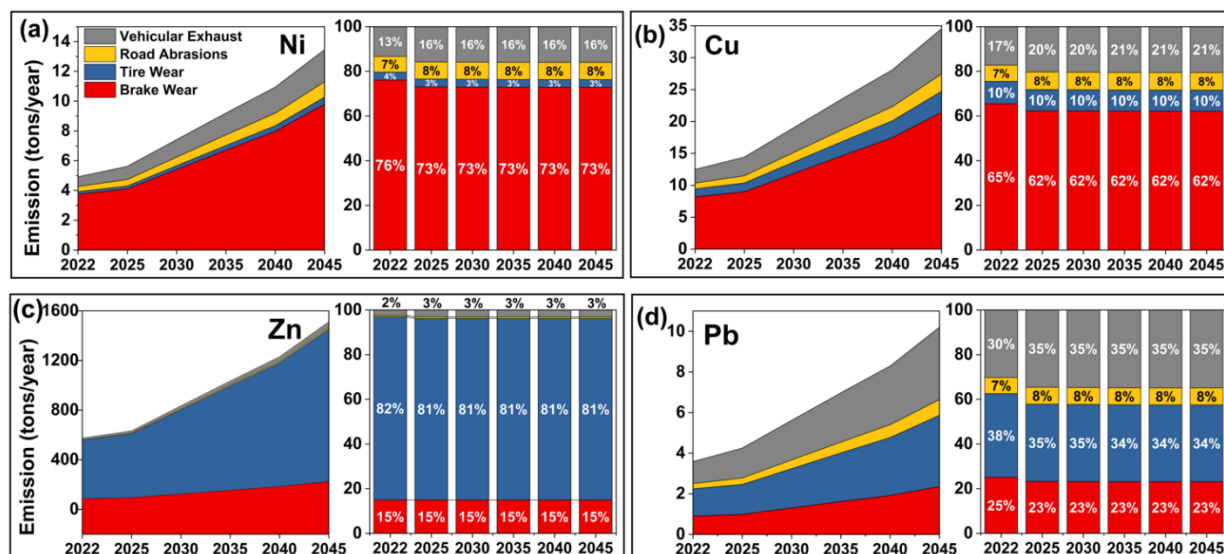 (a)
Vehicular Exhaust
Road Abrasions
Tire Wear
Brake Wear
Ni
Emission (tons/year)
14
12
10
8
6
4
2
0
2022 2025 2030 2035 2040 2045
100
80
60
40
20
0
13% 16% 16% 16% 16% 16%
7% 8% 8% 8% 8% 8%
4% 3% 3% 3% 3% 3%
76% 73% 73% 73% 73% 73%
2022 2025 2030 2035 2040 2045
(b)
Cu
35
30
25
20
15
10
5
0
2022 2025 2030 2035 2040 2045
100
80
60
40
20
0
17% 20% 20% 21% 21% 21%
7% 8% 8% 8% 8% 8%
10% 10% 10% 10% 10% 10%
65% 62% 62% 62% 62% 62%
2022 2025 2030 2035 2040 2045
(c)
Zn
Emission (tons/year)
1600
1200
800
400
0
2022 2025 2030 2035 2040 2045
100
80
60
40
20
0
2% 3% 3% 3% 3% 3%
82% 81% 81% 81% 81% 81%
15% 15% 15% 15% 15% 15%
2022 2025 2030 2035 2040 2045
(d)
Pb
10
8
6
4
2
0
2022 2025 2030 2035 2040 2045
100
80
60
40
20
0
30% 35% 35% 35% 35% 35%
7% 8% 8% 8% 8% 8%
38% 35% 35% 34% 34% 34%
25% 23% 23% 23% 23% 23%
2022 2025 2030 2035 2040 2045